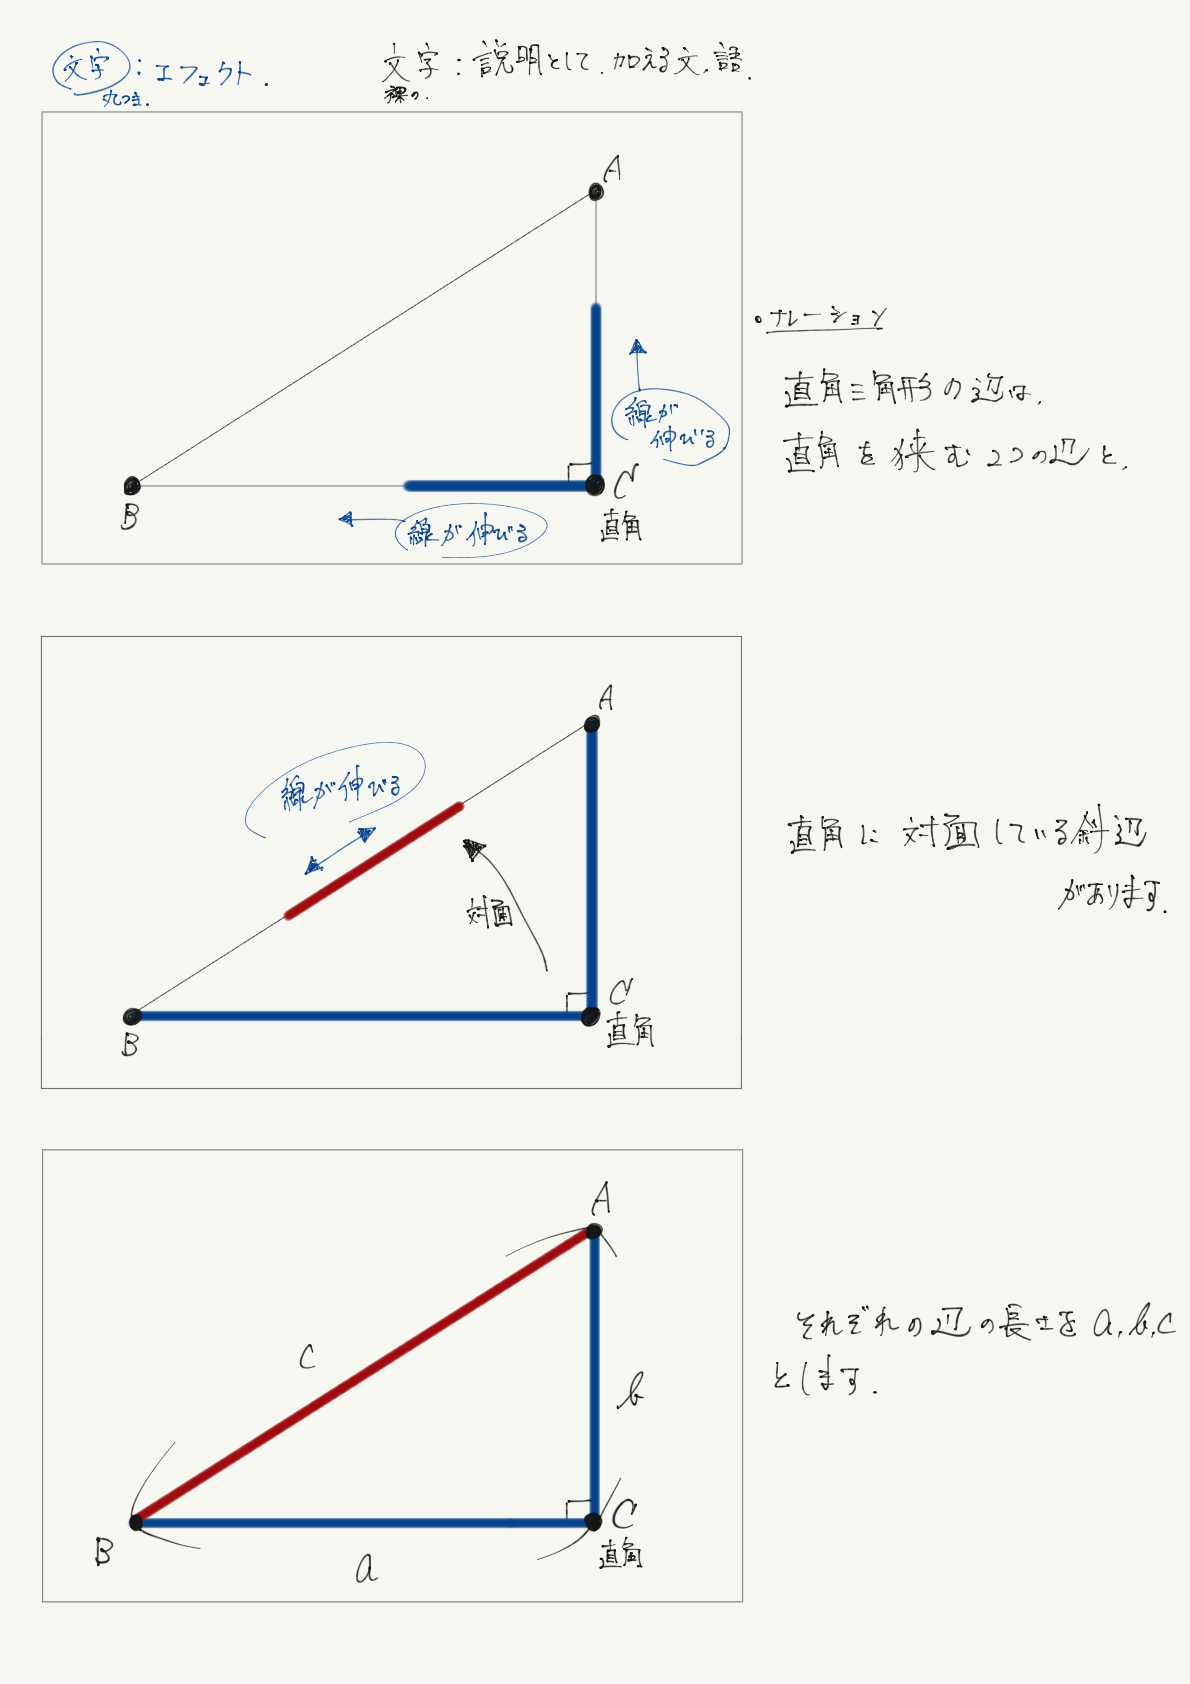 文字：エフェクト.
丸つき.
文字：説明として.加える文,語.
裸の.
A
B
C
直角
線が
伸びる
線が伸びる
・ナレーション
直角三角形の辺は,
直角を狭む2つの辺と,
A
B
C
直角
線が伸びる
対面
直角に対面している斜辺
があります.
A
B
C
直角
c
b
a
それぞれの辺の長さをa,b,c
とします.